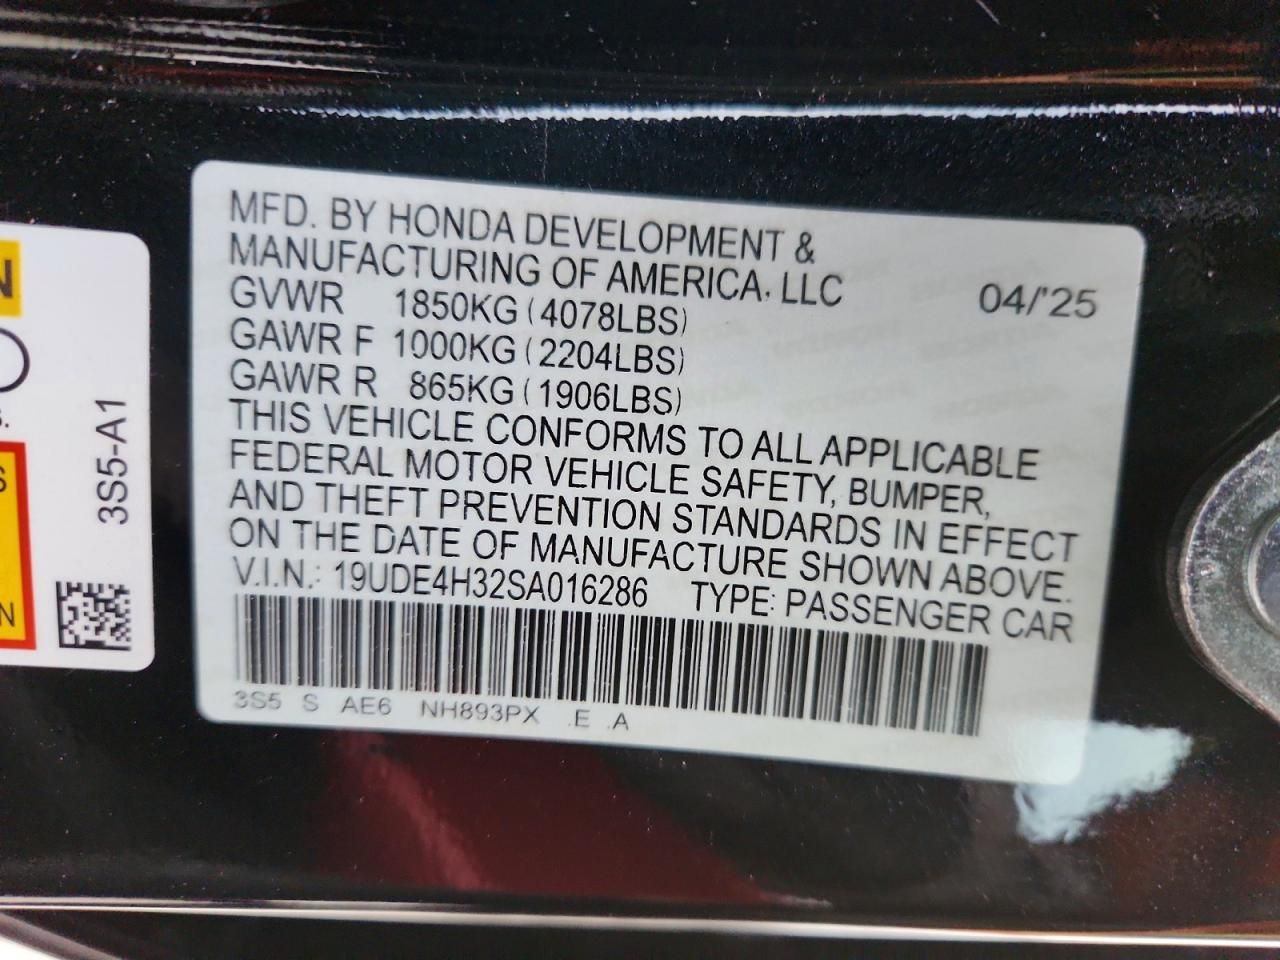 MFD. BY HONDA DEVELOPMENT &
MANUFACTURING OF AMERICA, LLC
04/'25
GVWR 1850KG (4078LBS)
GAWR F 1000KG (2204LBS)
GAWR R 865KG (1906LBS)
THIS VEHICLE CONFORMS TO ALL APPLICABLE
FEDERAL MOTOR VEHICLE SAFETY, BUMPER,
AND THEFT PREVENTION STANDARDS IN EFFECT
ON THE DATE OF MANUFACTURE SHOWN ABOVE.
V.I.N.: 19UDE4H32SA016286 TYPE: PASSENGER CAR
3S5 S AE6 NH893PX .E .A
3S5-A1